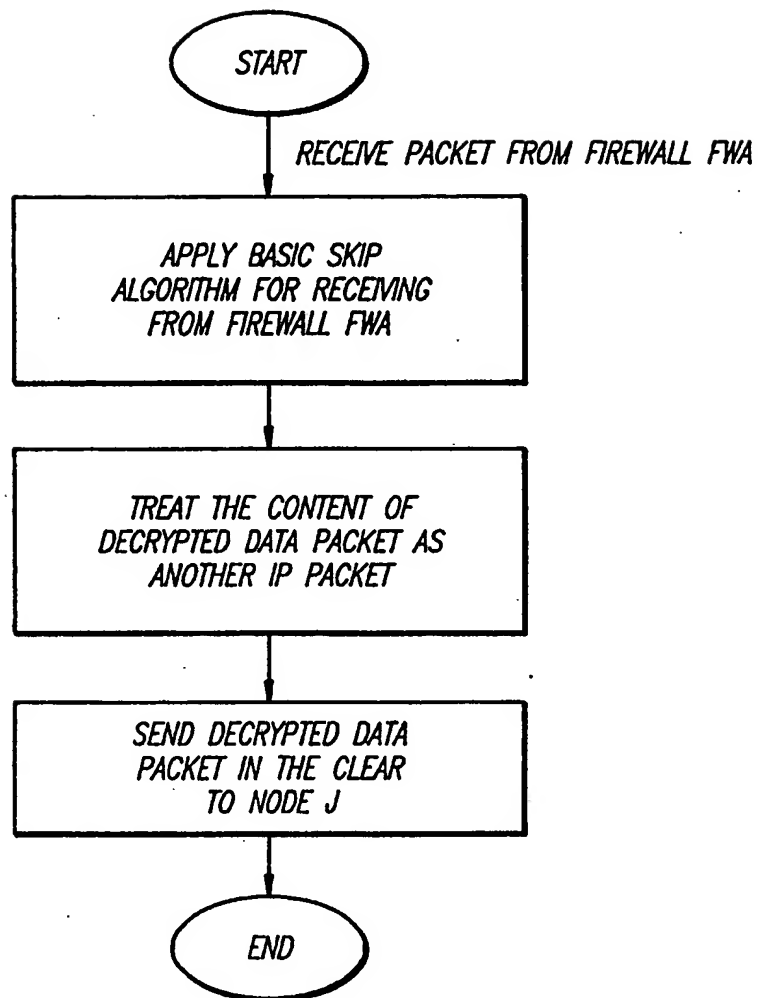 START
RECEIVE PACKET FROM FIREWALL FWA
APPLY BASIC SKIP
ALGORITHM FOR RECEIVING
FROM FIREWALL FWA
TREAT THE CONTENT OF
DECRYPTED DATA PACKET AS
ANOTHER IP PACKET
SEND DECRYPTED DATA
PACKET IN THE CLEAR
TO NODE J
END